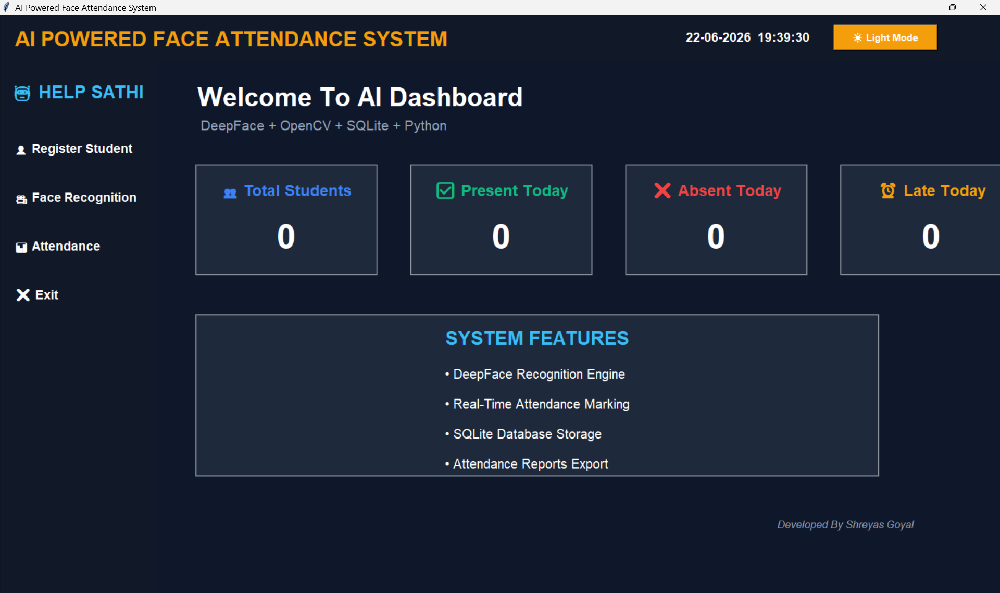 AI Powered Face Attendance System
AI POWERED FACE ATTENDANCE SYSTEM
22-06-2026 19:39:30
Light Mode
HELP SATHI
Register Student
Face Recognition
Attendance
Exit
Welcome To AI Dashboard
DeepFace + OpenCV + SQLite + Python
Total Students
0
Present Today
0
Absent Today
0
Late Today
0
SYSTEM FEATURES
• DeepFace Recognition Engine
• Real-Time Attendance Marking
• SQLite Database Storage
• Attendance Reports Export
Developed By Shreyas Goyal